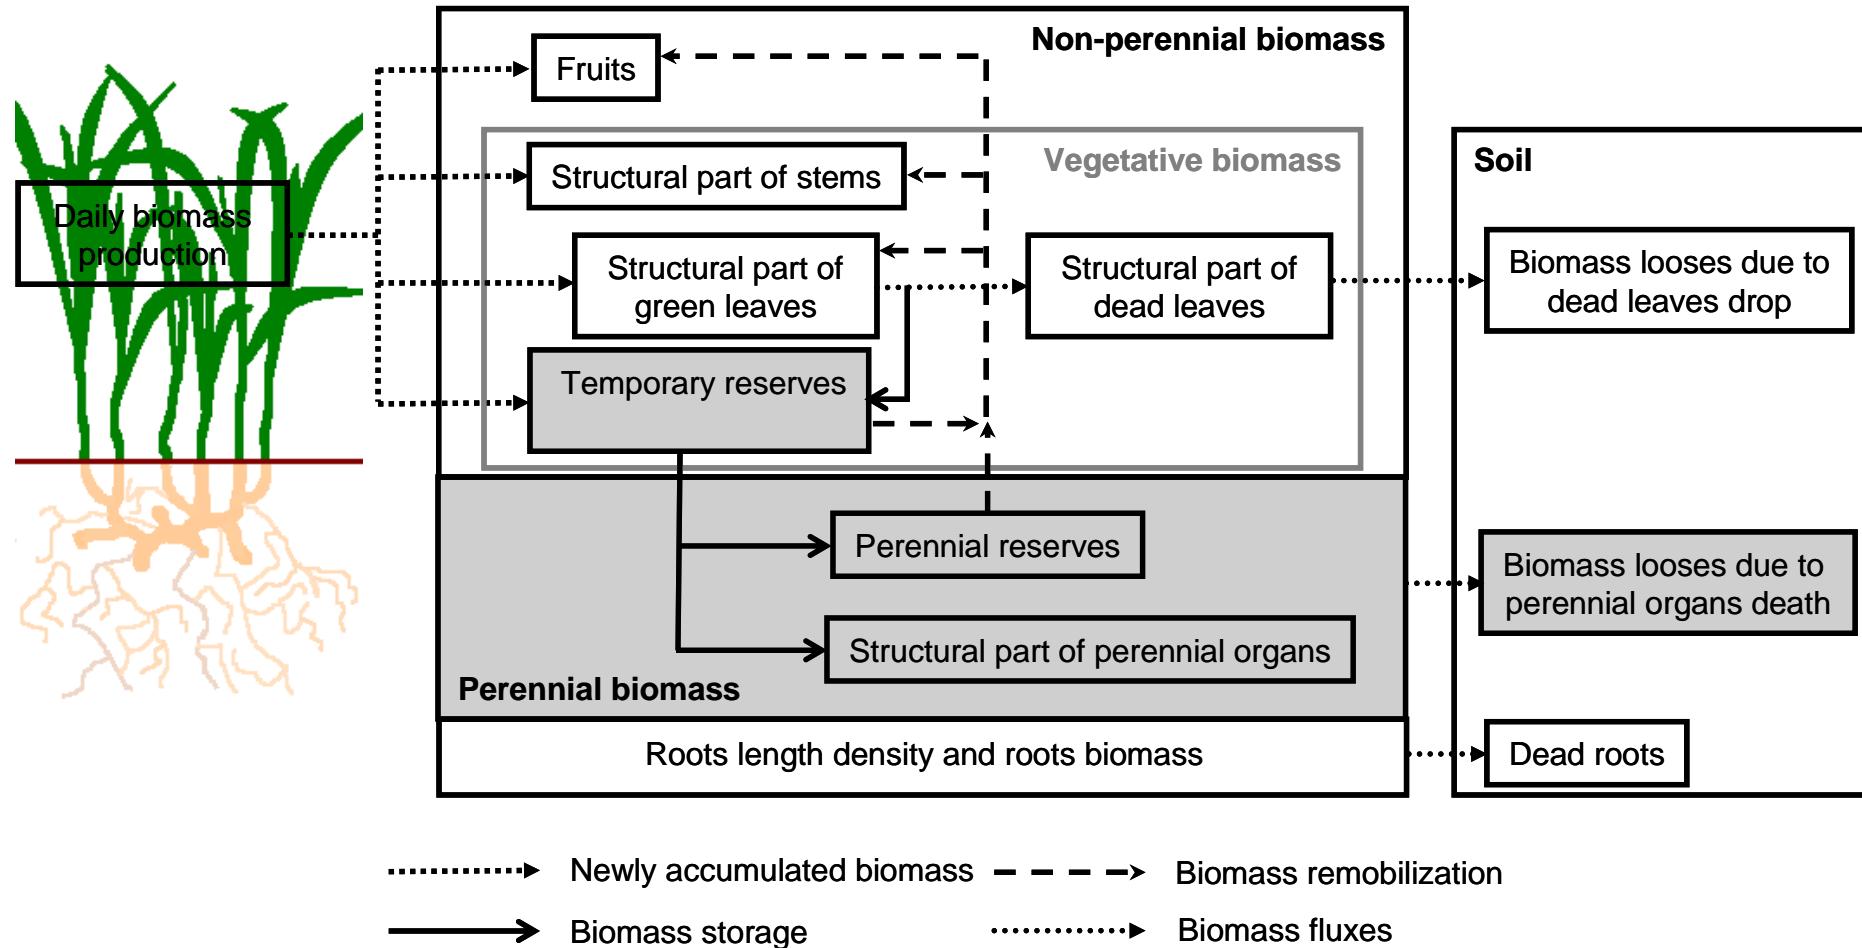 Non-perennial biomass
Fruits
Vegetative biomass
Structural part of stems
Daily biomass
production
Structural part of
green leaves
Structural part of
dead leaves
Temporary reserves
Soil
Biomass looses due to
dead leaves drop
Perennial reserves
Structural part of perennial organs
Perennial biomass
Biomass looses due to
perennial organs death
Roots length density and roots biomass
Dead roots
Newly accumulated biomass
Biomass remobilization
Biomass storage
Biomass fluxes